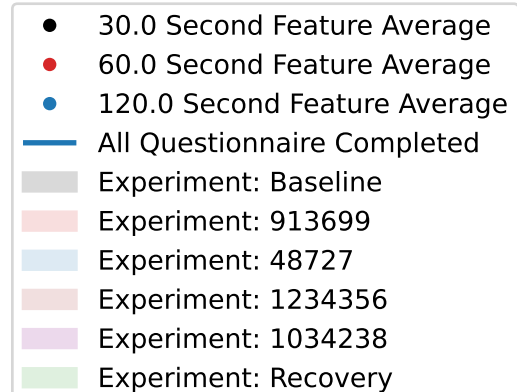 30.0 Second Feature Average
60.0 Second Feature Average
120.0 Second Feature Average
All Questionnaire Completed
Experiment: Baseline
Experiment: 913699
Experiment: 48727
Experiment: 1234356
Experiment: 1034238
Experiment: Recovery